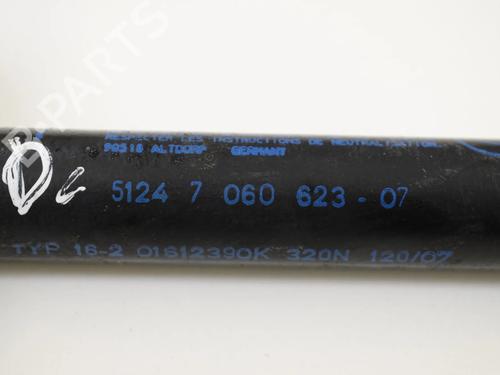 RESPECTER LES INSTRUCTIONS DE NEUTRALISATION
90518 ALTDORF GERMANY
5124 7 060 623-07
TYP 16-2 01612390K 320N 120/07